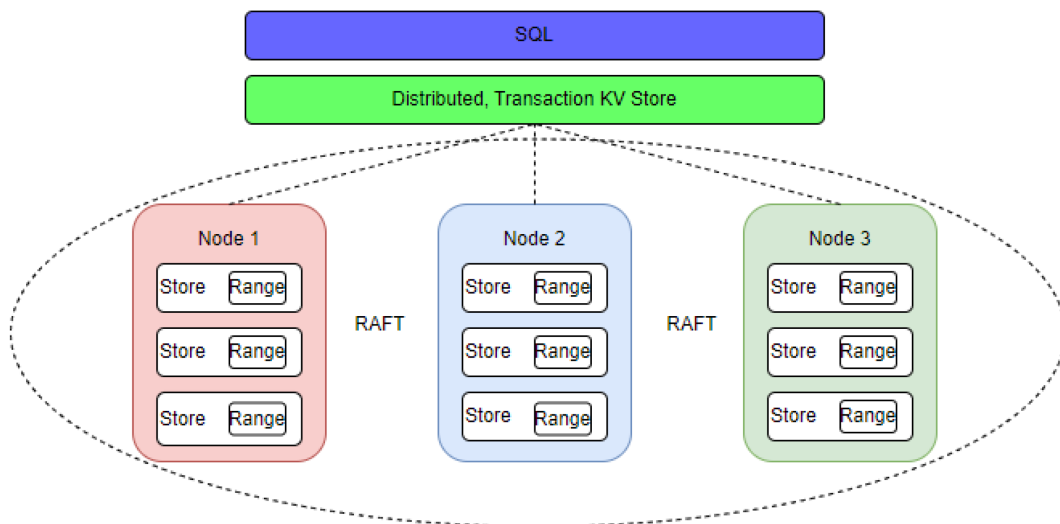 SQL
Distributed, Transaction KV Store
Node 1
Store Range
Store Range
Store Range
RAFT
Node 2
Store Range
Store Range
Store Range
RAFT
Node 3
Store Range
Store Range
Store Range